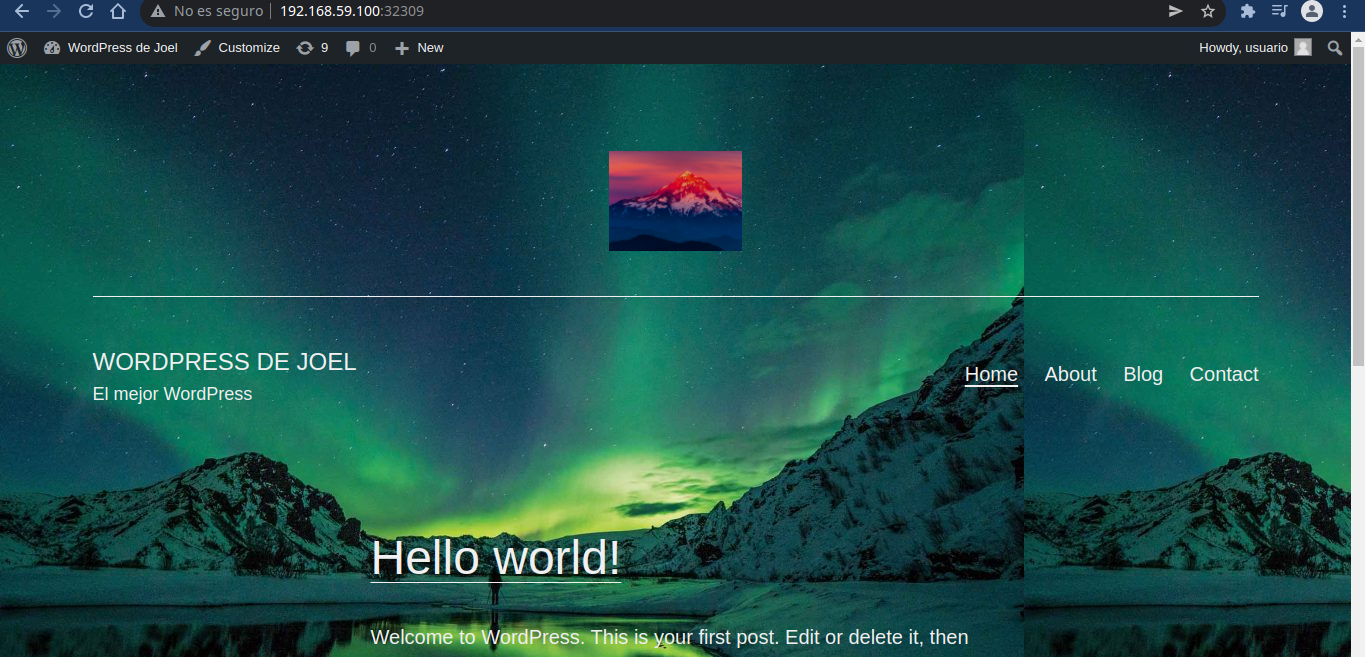 No es seguro 192.168.59.100:32309
WordPress de Joel Customize 9 0 New Howdy, usuario
WORDPRESS DE JOEL
El mejor WordPress
Home About Blog Contact
Hello world!
Welcome to WordPress. This is your first post. Edit or delete it, then